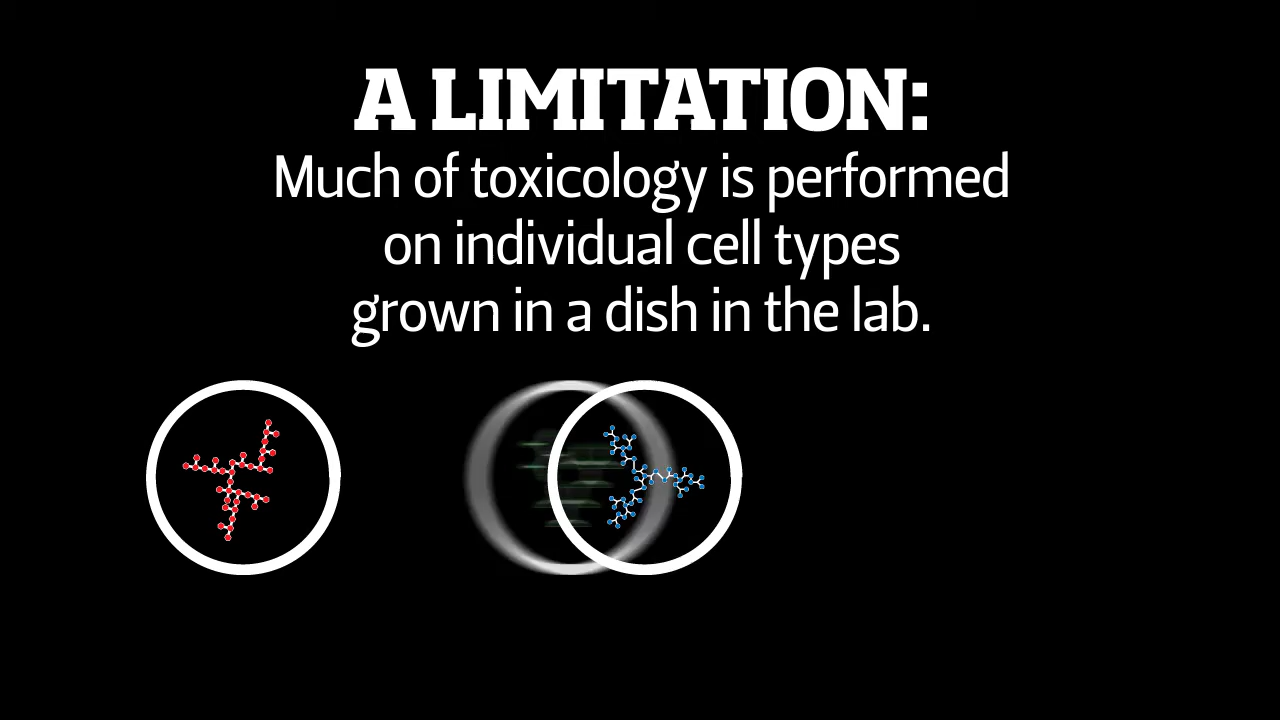 A LIMITATION:
Much of toxicology is performed
on individual cell types
grown in a dish in the lab.